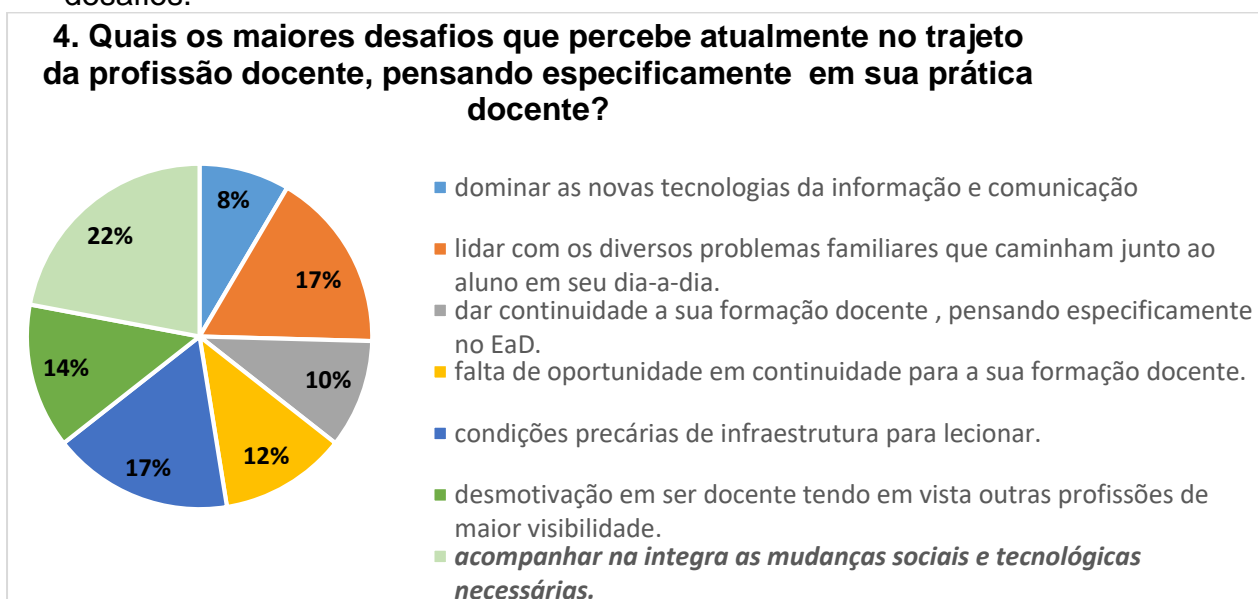 desafios.
4. Quais os maiores desafios que percebe atualmente no trajeto
da profissão docente, pensando especificamente em sua prática
docente?
8%
17%
10%
12%
17%
14%
22%
dominar as novas tecnologias da informação e comunicação
lidar com os diversos problemas familiares que caminham junto ao
aluno em seu dia-a-dia.
dar continuidade a sua formação docente , pensando especificamente
no EaD.
falta de oportunidade em continuidade para a sua formação docente.
condições precárias de infraestrutura para lecionar.
desmotivação em ser docente tendo em vista outras profissões de
maior visibilidade.
acompanhar na integra as mudanças sociais e tecnológicas
necessárias.